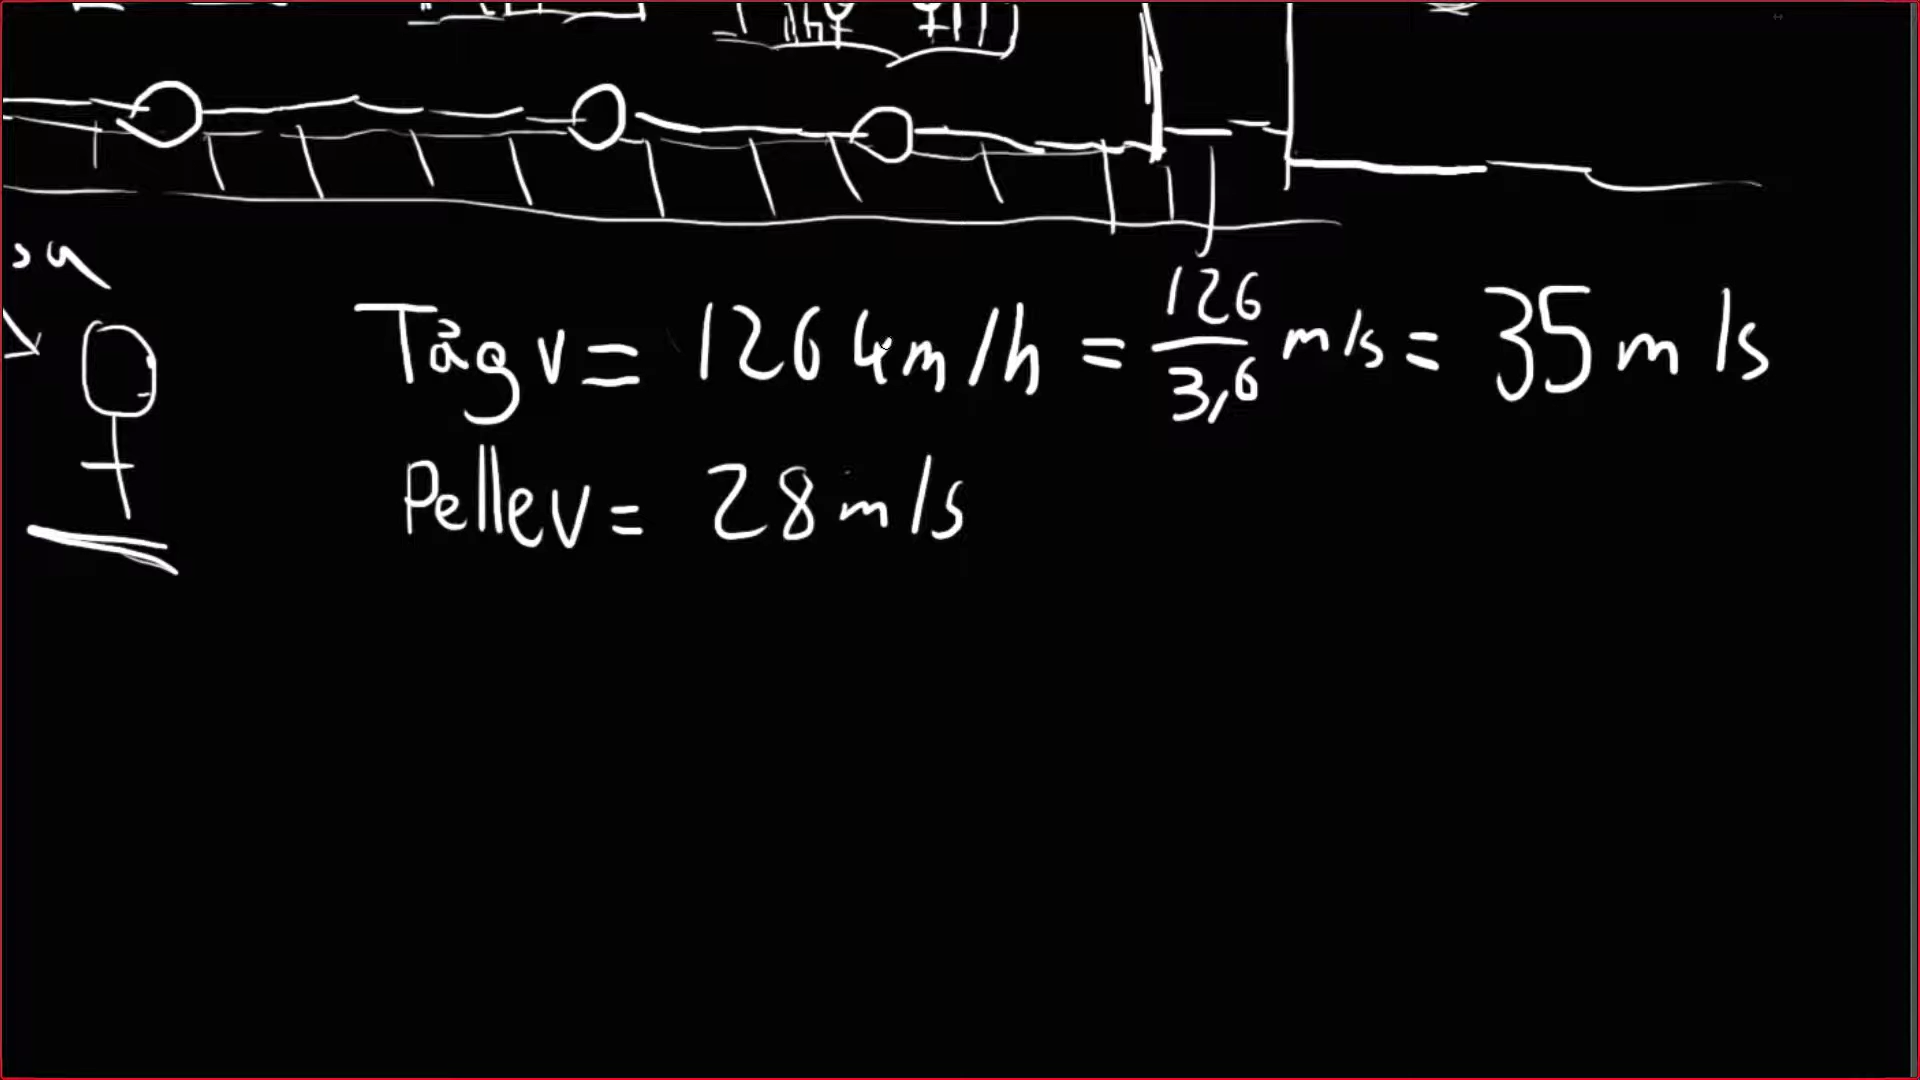 Tåg v = 126 km/h = 126/3,6 m/s = 35 m/s
Pelle v = 28 m/s